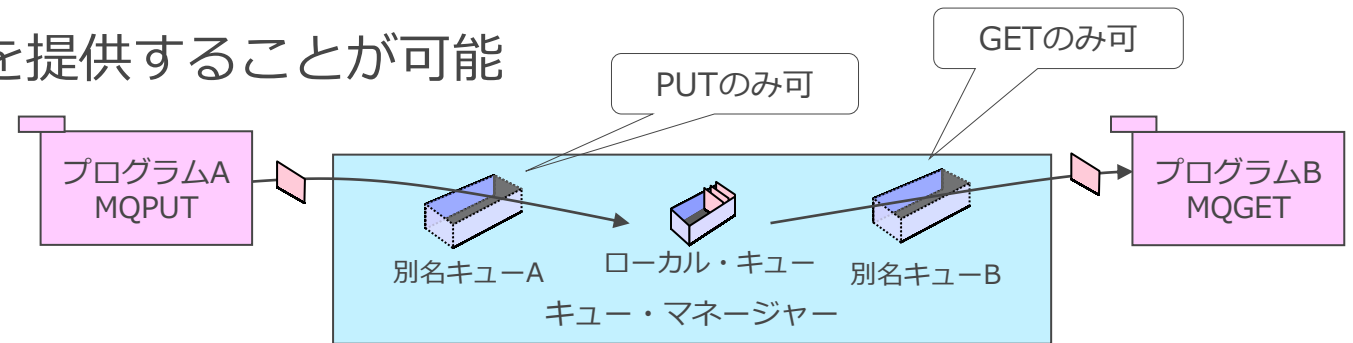 を提供することが可能
GETのみ可
PUTのみ可
プログラムA
MQPUT
プログラムB
MQGET
別名キューA
ローカル・キュー
別名キューB
キュー・マネージャー